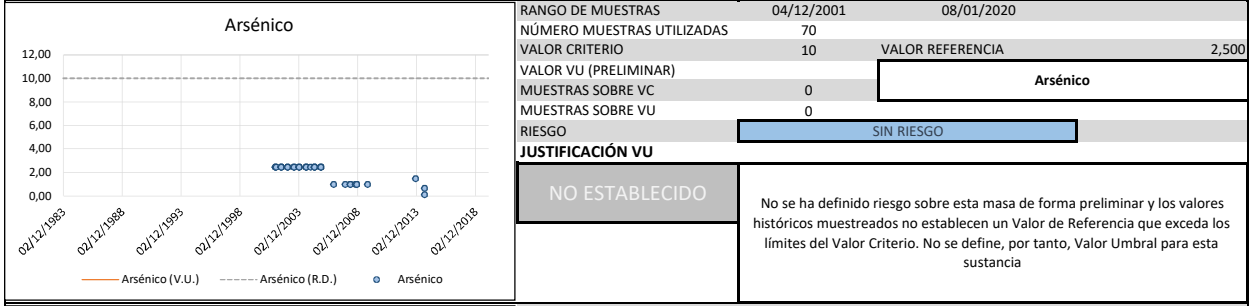 Arsénico
12,00
10,00
8,00
6,00
4,00
2,00
0,00
02/12/1983
02/12/1988
02/12/1993
02/12/1998
02/12/2003
02/12/2008
02/12/2013
02/12/2018
Arsénico (V.U.) Arsénico (R.D.) Arsénico
RANGO DE MUESTRAS 04/12/2001 08/01/2020
NÚMERO MUESTRAS UTILIZADAS 70
VALOR CRITERIO 10 VALOR REFERENCIA 2,500
VALOR VU (PRELIMINAR)
Arsénico
MUESTRAS SOBRE VC 0
MUESTRAS SOBRE VU 0
RIESGO SIN RIESGO
JUSTIFICACIÓN VU
NO ESTABLECIDO
No se ha definido riesgo sobre esta masa de forma preliminar y los valores
históricos muestreados no establecen un Valor de Referencia que exceda los
límites del Valor Criterio. No se define, por tanto, Valor Umbral para esta
sustancia